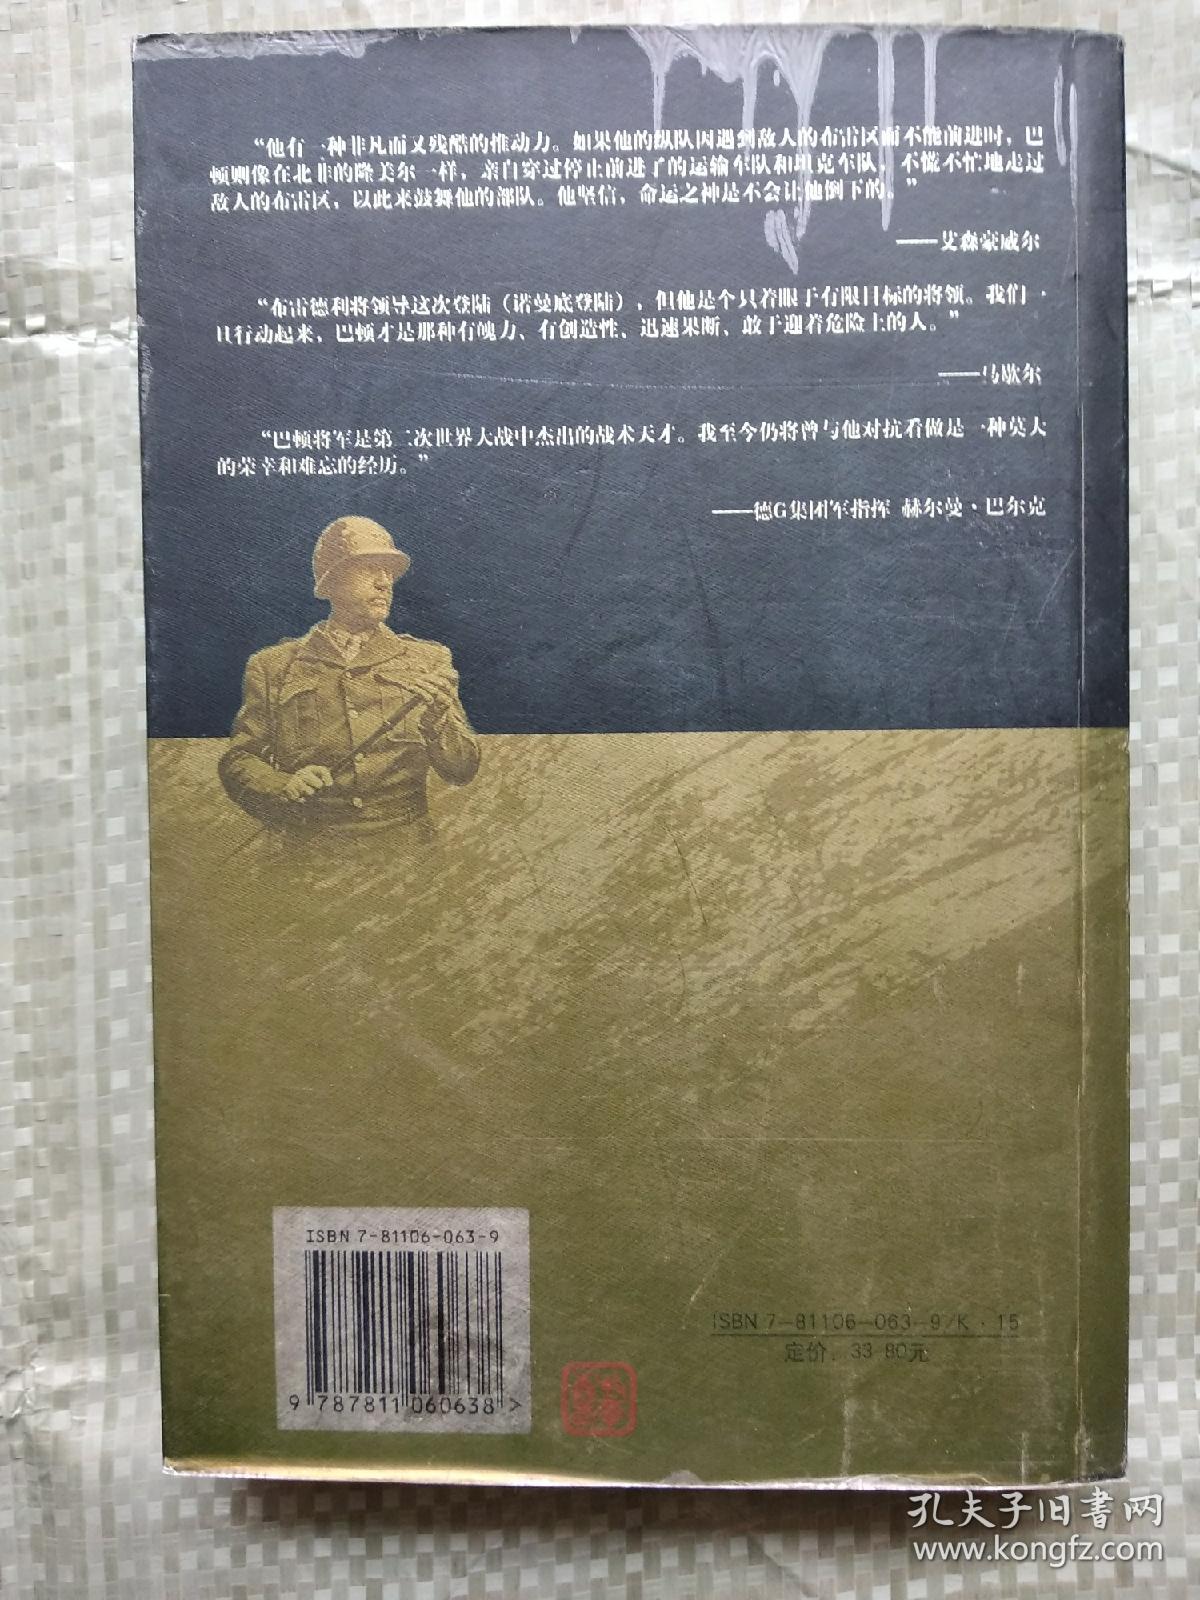 “他有一种非凡而又残酷的推动力。如果他的纵队因遇到敌人的布雷区而不能前进时，巴
顿则像在北非的隆美尔一样，亲自穿过停止前进了的运输车队和坦克车队，不慌不忙地走过
敌人的布雷区，以此来鼓舞他的部队。他坚信，命运之神是不会让他倒下的。”
——艾森豪威尔
“布雷德利将领导这次登陆（诺曼底登陆），但他是个只着眼于有限目标的将领。我们一
旦行动起来，巴顿才是那种有魄力、有创造性、迅速果断、敢于迎着危险上的人。”
——马歇尔
“巴顿将军是第二次世界大战中杰出的战术天才。我至今仍将曾与他对抗看做是一种莫大
的荣幸和难忘的经历。”
——德G集团军指挥 赫尔曼·巴尔克
ISBN 7-81106-063-9
9 787811 060638 >
ISBN 7-81106-063-9/K·15
定价：33.80元
孔夫子旧书网
www.kongfz.com